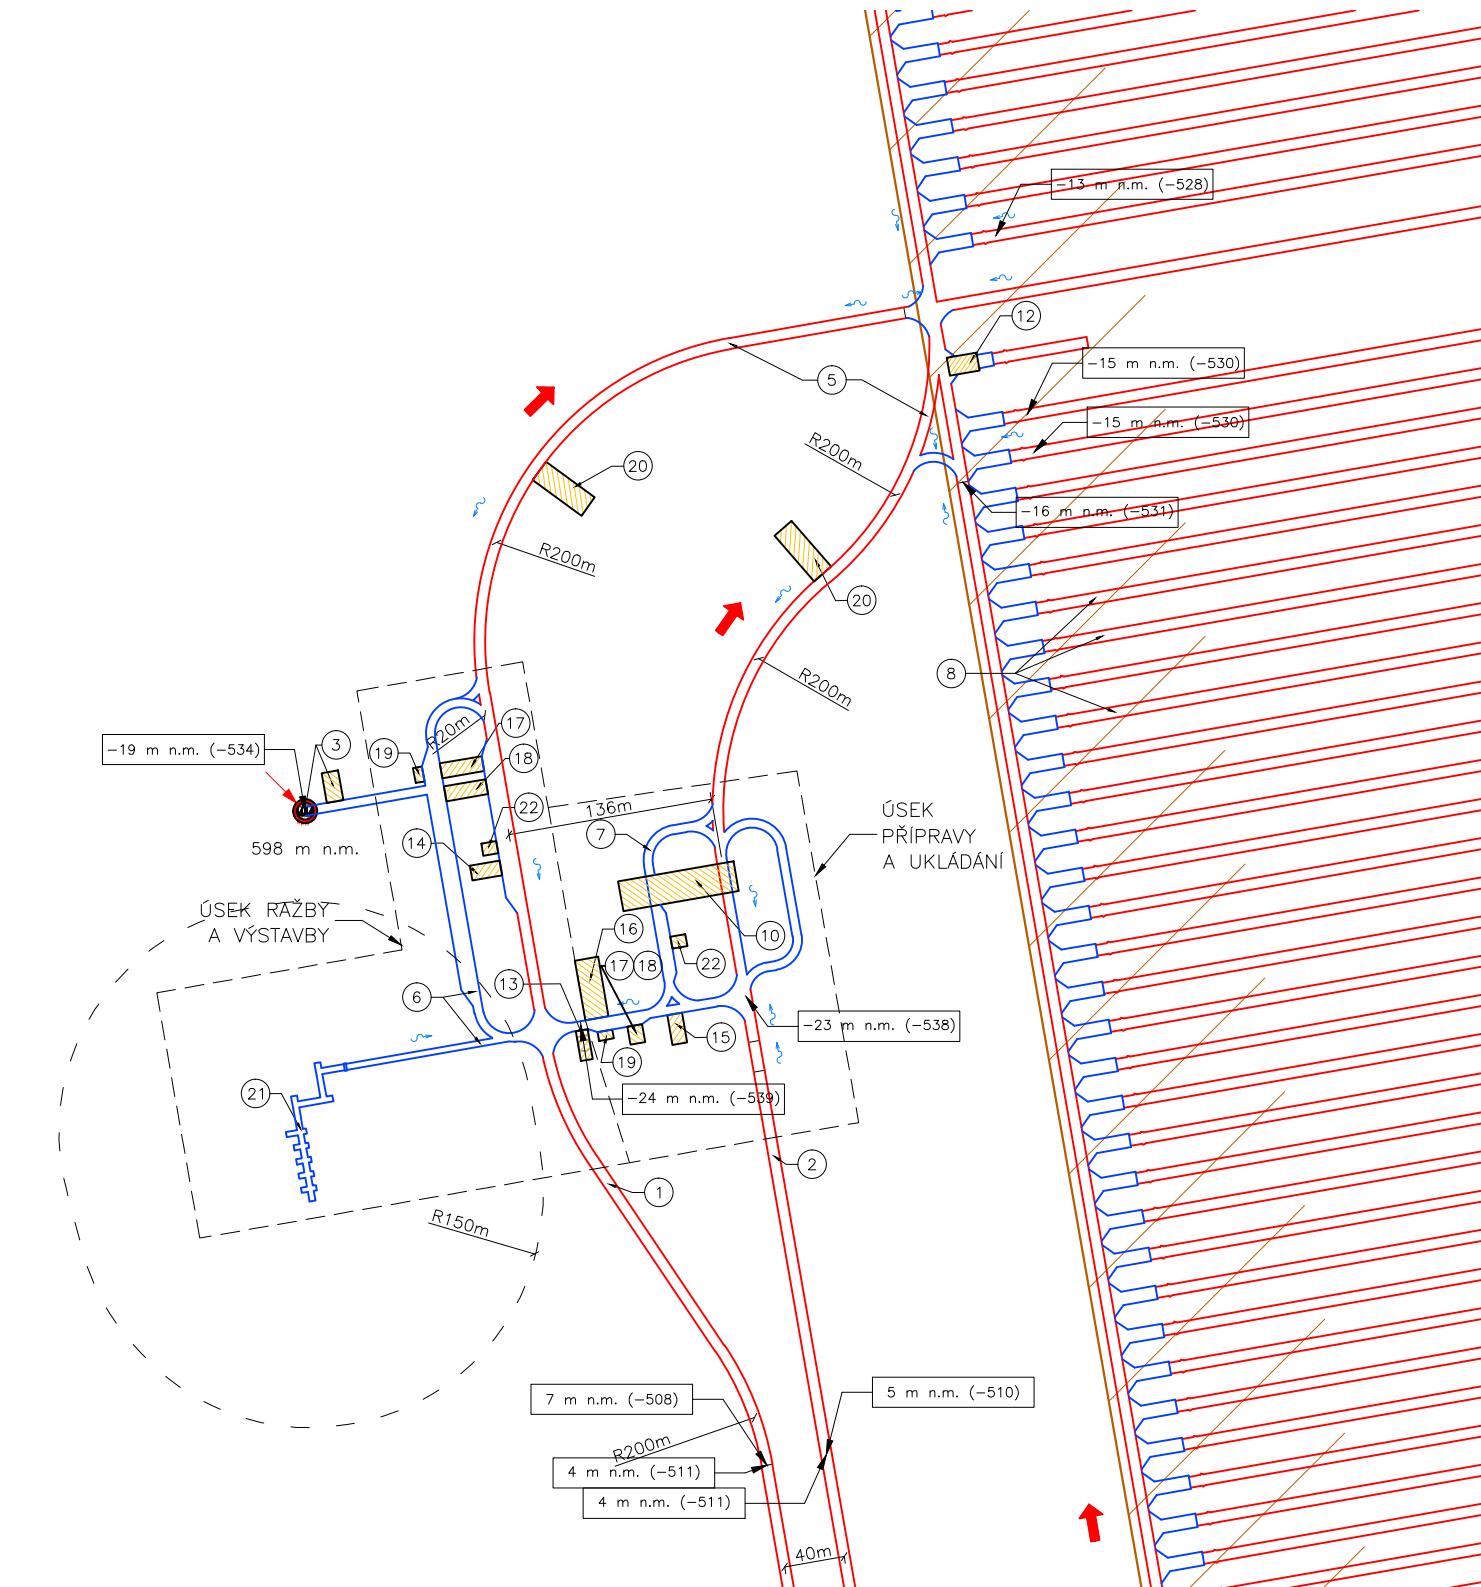 -13 m n.m. (-528)
12
-15 m n.m. (-530)
5
-15 m n.m. (-530)
R200m
20
-16 m n.m. (-531)
R200m
20
8
R200m
R20m
17
-19 m n.m. (-534)
3
19
18
136m
22
7
ÚSEK
PŘÍPRAVY
A UKLÁDÁNÍ
14
598 m n.m.
ÚSEK RAŽBY
A VÝSTAVBY
16
10
17
18
22
13
6
-23 m n.m. (-538)
15
19
21
-24 m n.m. (-539)
2
1
R150m
7 m n.m. (-508)
5 m n.m. (-510)
R200m
4 m n.m. (-511)
4 m n.m. (-511)
40m